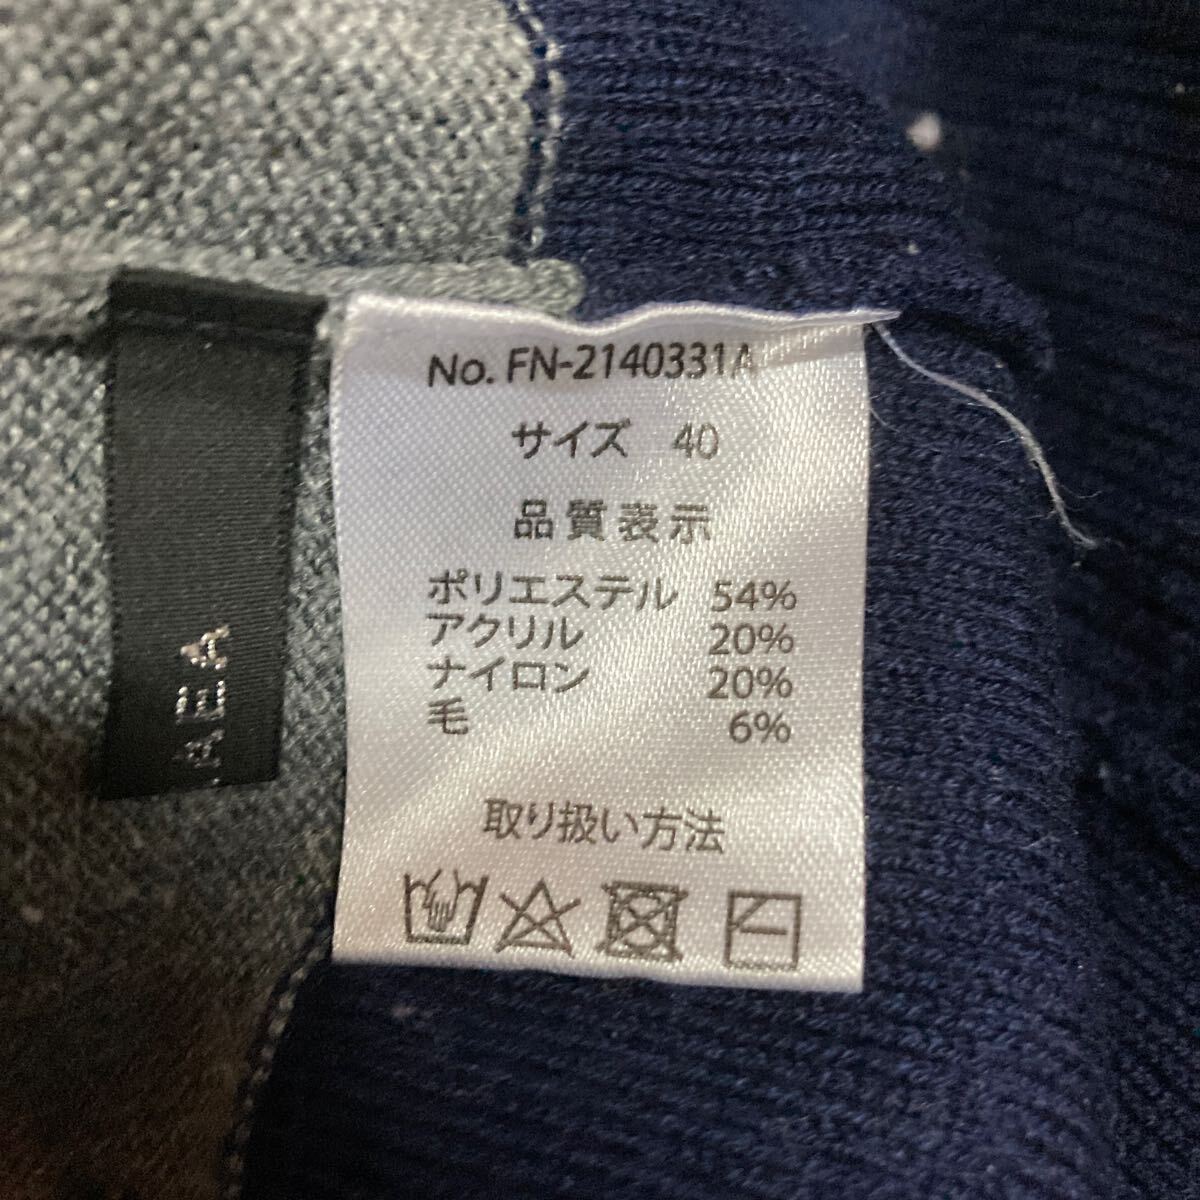 No. FN-2140331A
サイズ 40
品質表示
ポリエステル 54%
アクリル 20%
ナイロン 20%
毛 6%
取り扱い方法
AEA